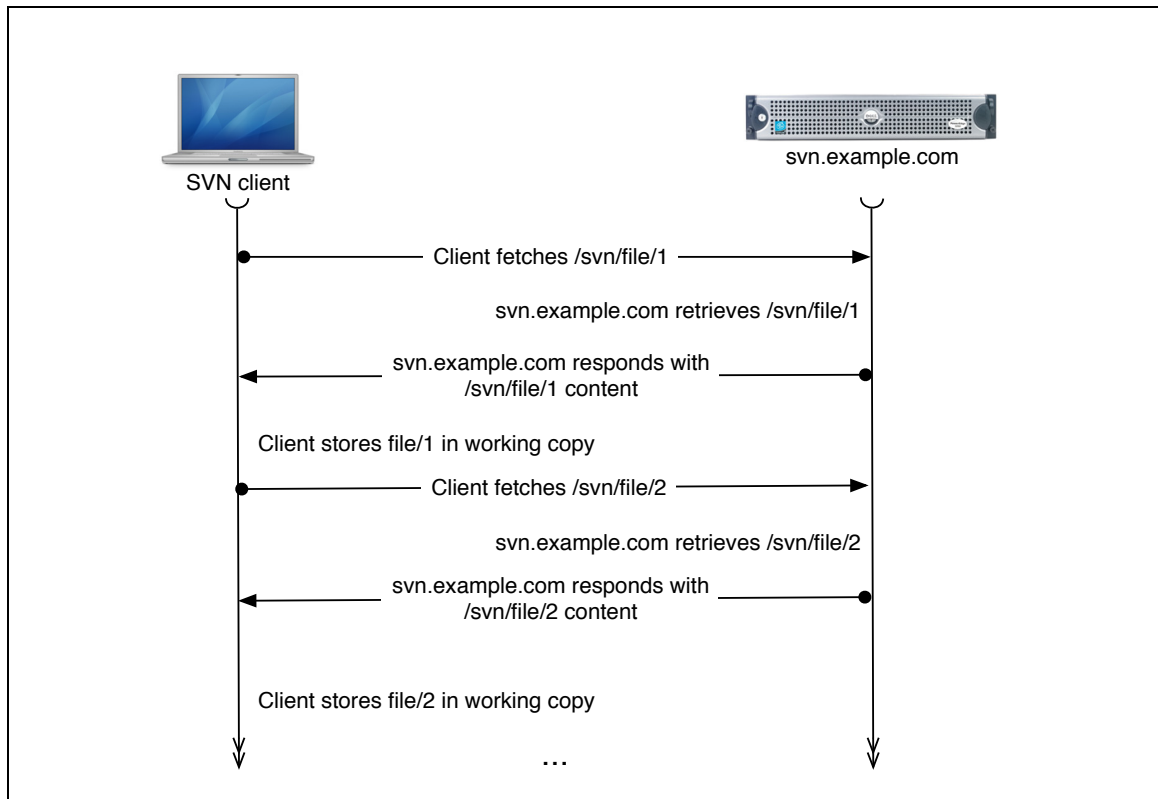 SVN client
svn.example.com
Client fetches /svn/file/1
svn.example.com retrieves /svn/file/1
svn.example.com responds with
/svn/file/1 content
Client stores file/1 in working copy
Client fetches /svn/file/2
svn.example.com retrieves /svn/file/2
svn.example.com responds with
/svn/file/2 content
Client stores file/2 in working copy
...